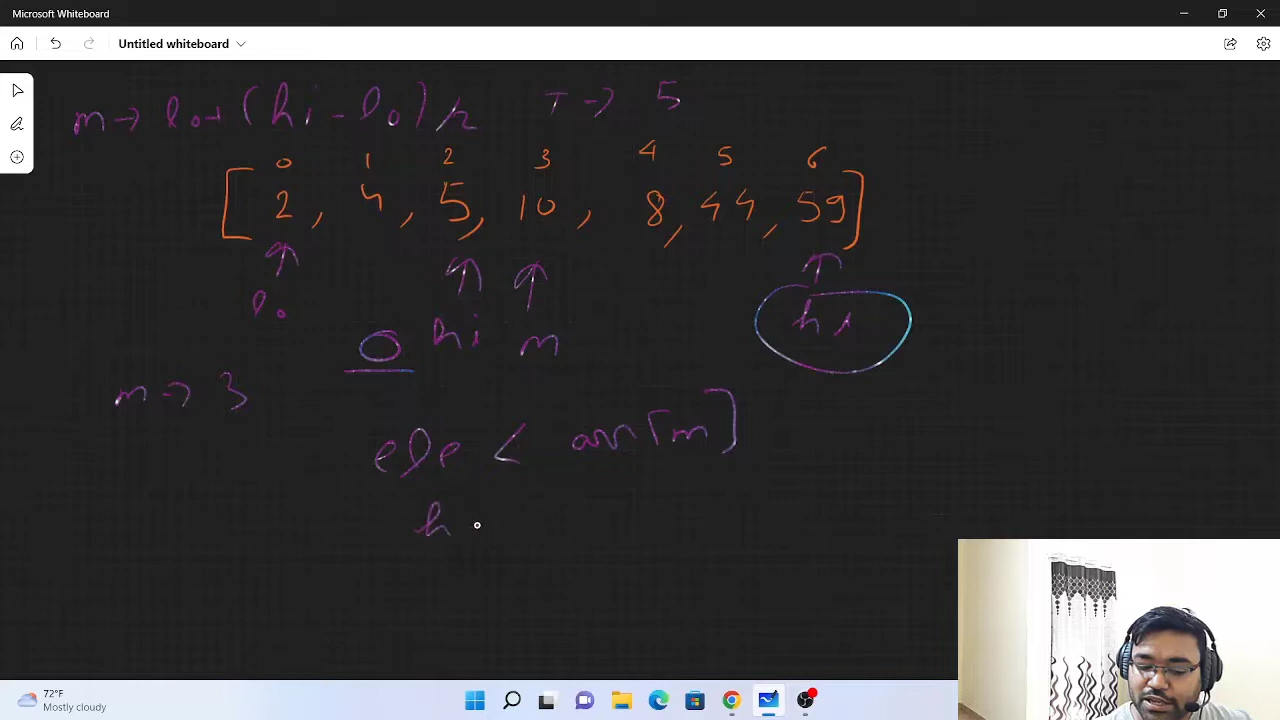 Microsoft Whiteboard
Untitled whiteboard
m → lo + (hi - lo) / 2 T → 5
0 1 2 3 4 5 6
[2, 4, 5, 10, 8, 44, 59]
lo hi m hi
0
m → 3
ele < arr[m]
h
72°F
Mostly cloudy